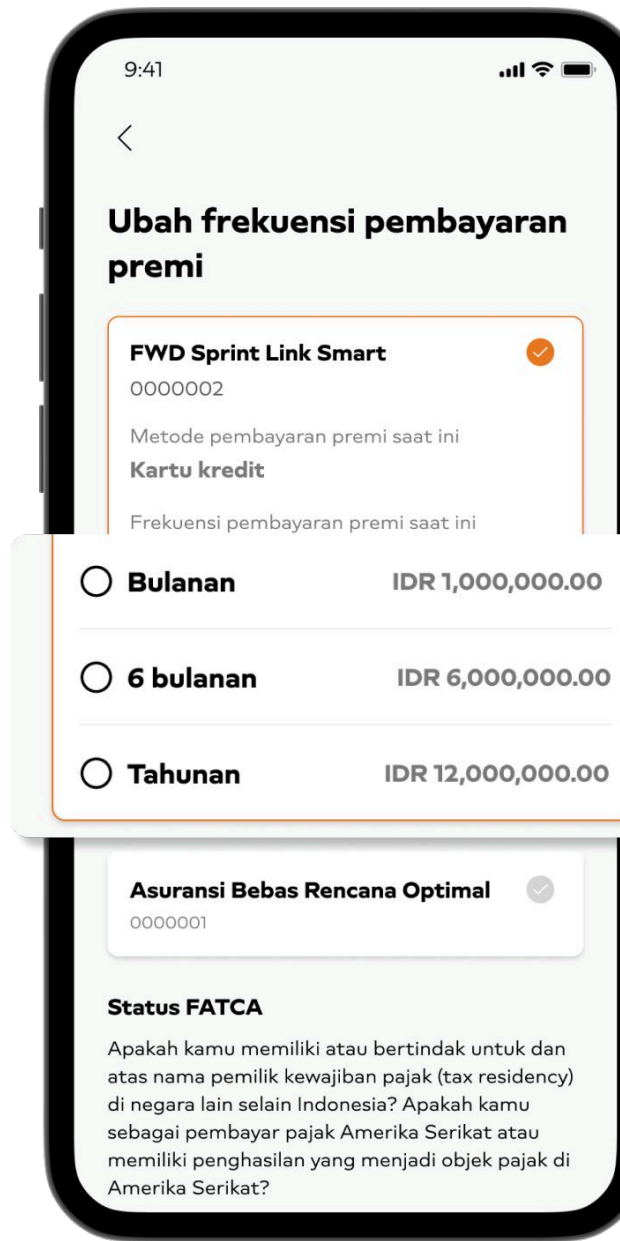 9:41
Ubah frekuensi pembayaran
premi
FWD Sprint Link Smart
0000002
Metode pembayaran premi saat ini
Kartu kredit
Frekuensi pembayaran premi saat ini
Bulanan IDR 1,000,000.00
6 bulanan IDR 6,000,000.00
Tahunan IDR 12,000,000.00
Asuransi Bebas Rencana Optimal
0000001
Status FATCA
Apakah kamu memiliki atau bertindak untuk dan
atas nama pemilik kewajiban pajak (tax residency)
di negara lain selain Indonesia? Apakah kamu
sebagai pembayar pajak Amerika Serikat atau
memiliki penghasilan yang menjadi objek pajak di
Amerika Serikat?